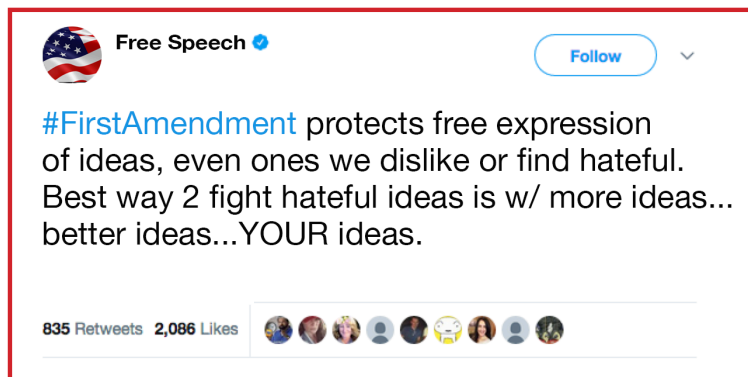 Free Speech
Follow
#FirstAmendment protects free expression
of ideas, even ones we dislike or find hateful.
Best way 2 fight hateful ideas is w/ more ideas...
better ideas...YOUR ideas.
835 Retweets 2,086 Likes